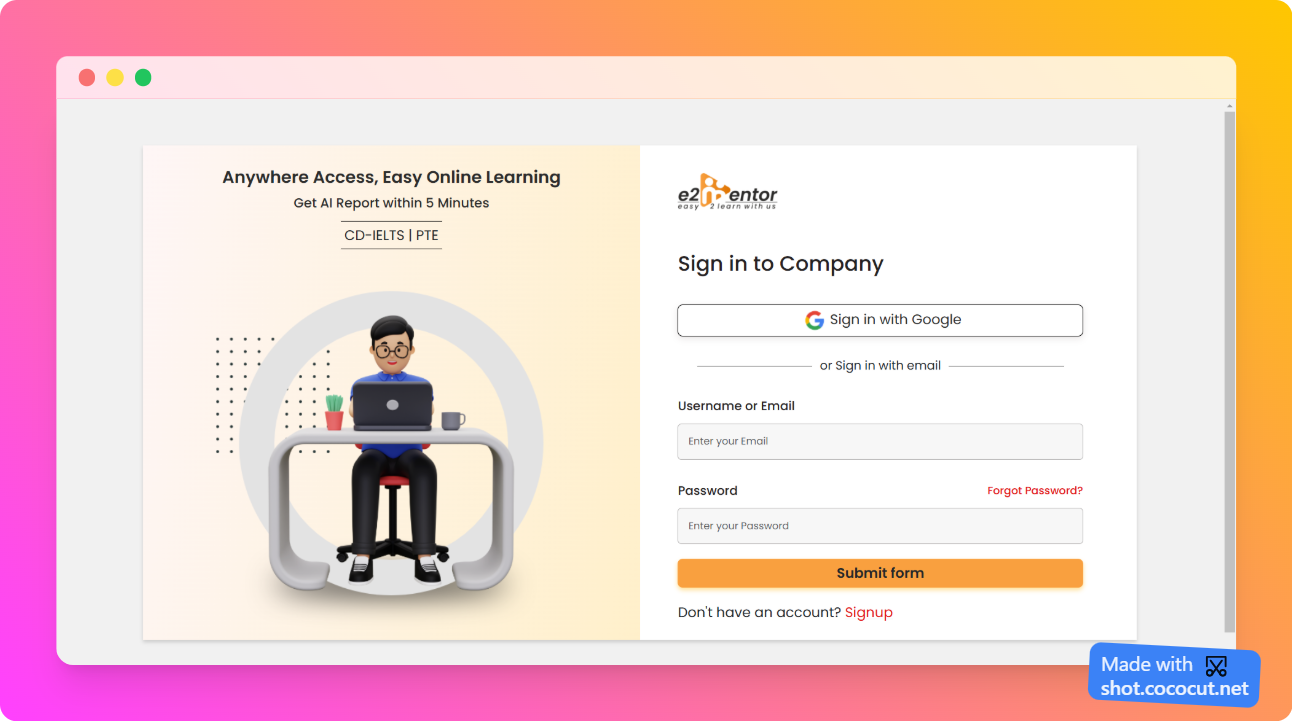 Anywhere Access, Easy Online Learning
Get AI Report within 5 Minutes
CD-IELTS | PTE
e2mentor
easy 2 learn with us
Sign in to Company
Sign in with Google
or Sign in with email
Username or Email
Enter your Email
Password
Forgot Password?
Enter your Password
Submit form
Don't have an account? Signup
Made with
shot.cococut.net